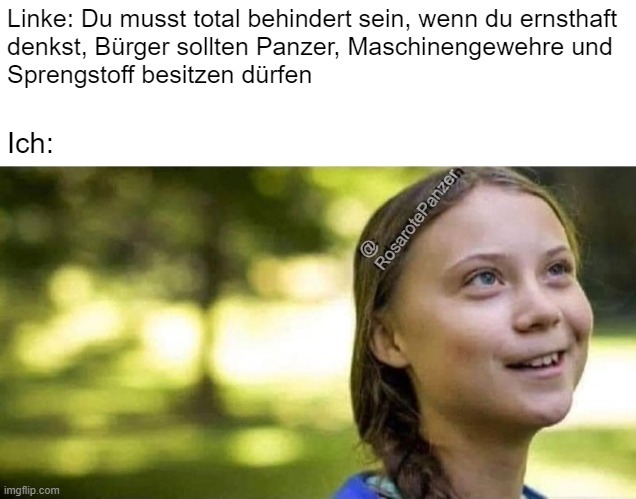 Linke: Du musst total behindert sein, wenn du ernsthaft
denkst, Bürger sollten Panzer, Maschinengewehre und
Sprengstoff besitzen dürfen
Ich:
@
RosarotePanzer
imgflip.com